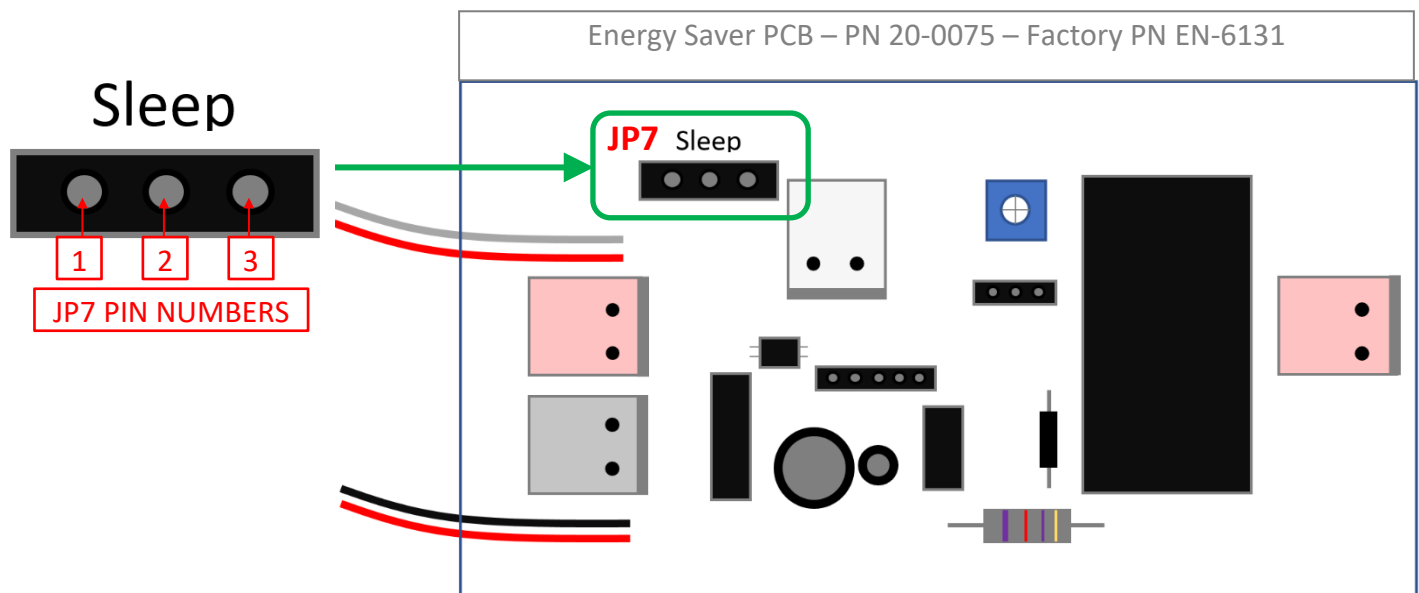 Energy Saver PCB – PN 20-0075 – Factory PN EN-6131
Sleep
JP7 Sleep
1 2 3
JP7 PIN NUMBERS